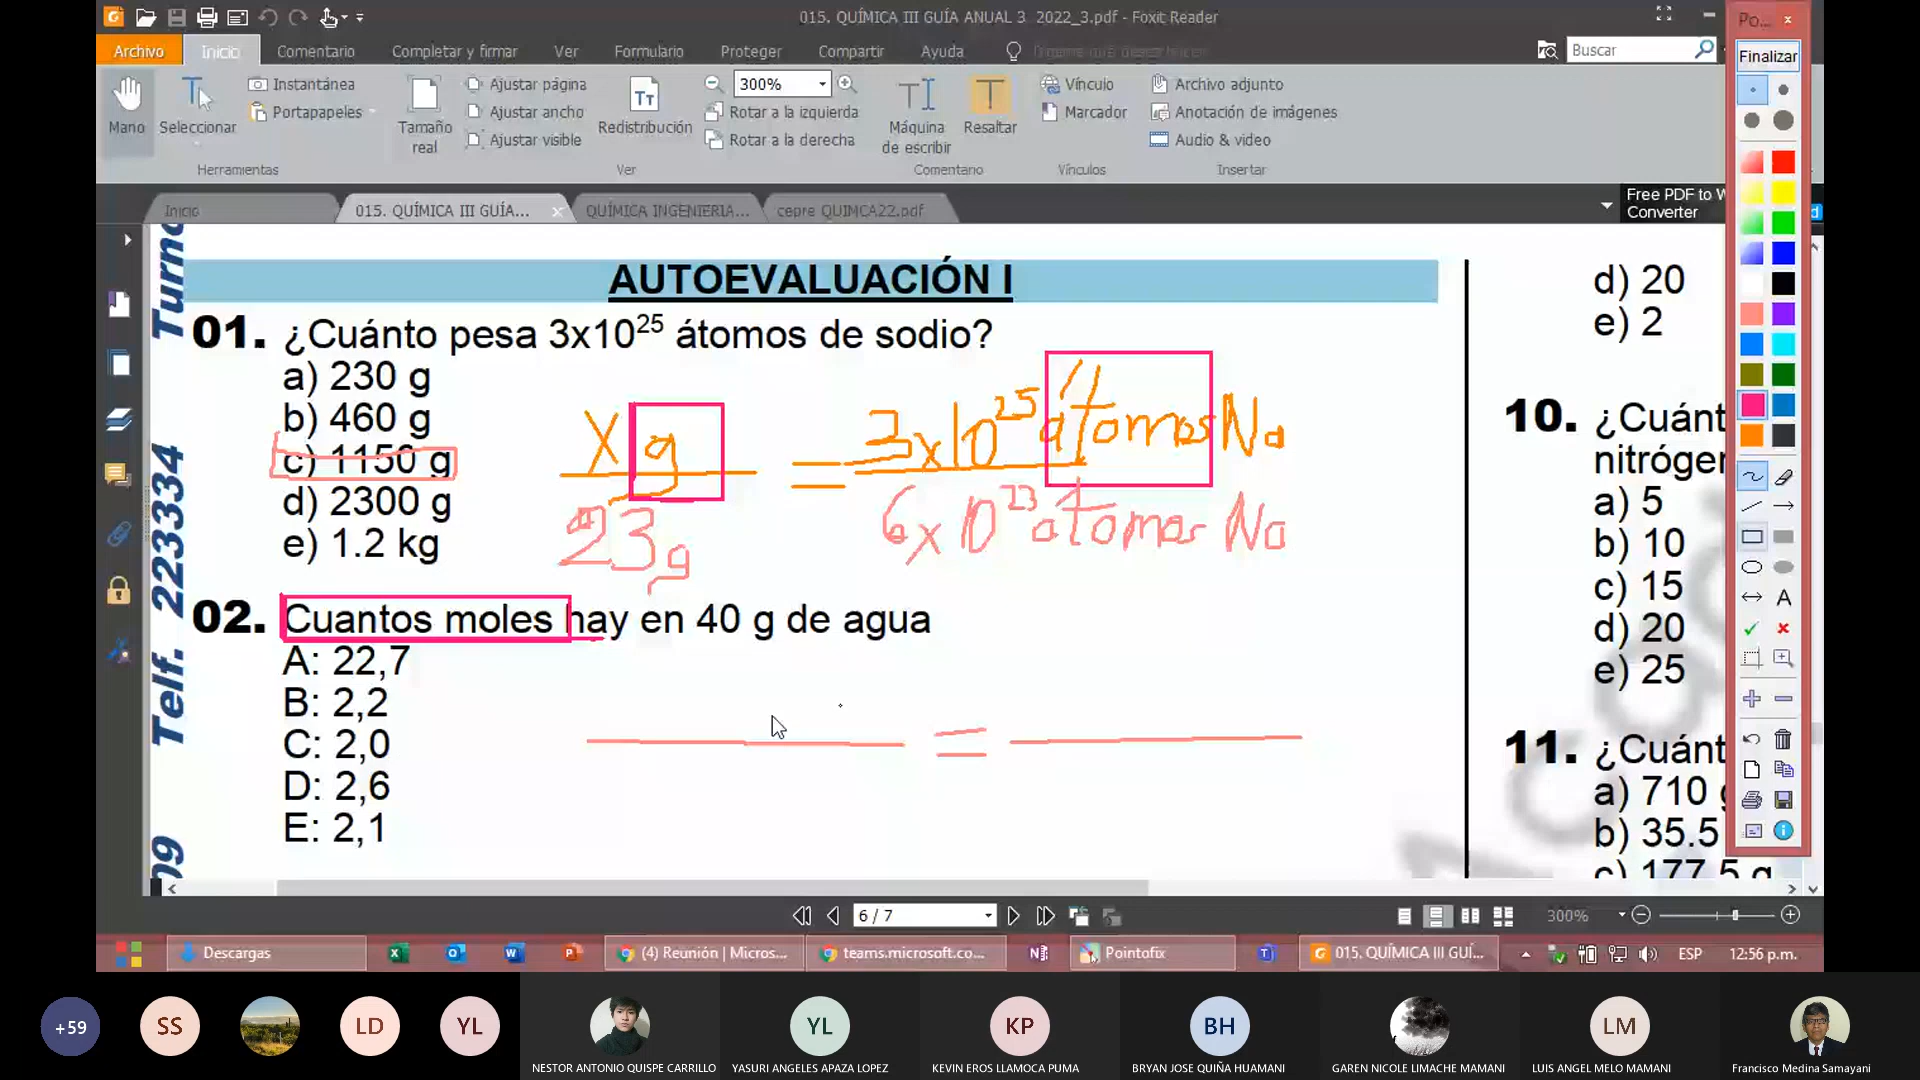 015. QUÍMICA III GUÍA ANUAL 3 2022_3.pdf - Foxit Reader
Po...
Archivo Inicio Comentario Completar y firmar Ver Formulario Proteger Compartir Ayuda
Buscar
Finalizar
Mano
Seleccionar
Instantánea
Portapapeles
Herramientas
Tamaño real
Ajustar página
Ajustar ancho
Ajustar visible
Redistribución
300%
Rotar a la izquierda
Rotar a la derecha
Ver
Máquina de escribir
Resaltar
Comentario
Vínculo
Marcador
Vínculos
Archivo adjunto
Anotación de imágenes
Audio & video
Insertar
Inicio
015. QUÍMICA III GUÍA...
QUÍMICA INGENIERIA...
cepre QUIMCA22.pdf
Free PDF to W
Converter
Turno
Telf. 223334
09
AUTOEVALUACIÓN I
01. ¿Cuánto pesa 3x10²⁵ átomos de sodio?
a) 230 g
b) 460 g
c) 1150 g
d) 2300 g
e) 1.2 kg
X g = 3x10²⁵ átomos Na
23 g 6x10²³ átomos Na
02. Cuantos moles hay en 40 g de agua
A: 22,7
B: 2,2
C: 2,0
D: 2,6
E: 2,1
=
d) 20
e) 2
10. ¿Cuánt
nitróger
a) 5
b) 10
c) 15
d) 20
e) 25
11. ¿Cuánt
a) 710 g
b) 35.5
c) 177.5 g
A
6 / 7
300%
Descargas
(4) Reunión | Micros...
teams.microsoft.co...
Pointofix
015. QUÍMICA III GUÍ...
ESP
12:56 p.m.
+59
SS
LD
YL
YL
KP
BH
LM
NESTOR ANTONIO QUISPE CARRILLO
YASURI ANGELES APAZA LOPEZ
KEVIN EROS LLAMOCA PUMA
BRYAN JOSE QUIÑA HUAMANI
GAREN NICOLE LIMACHE MAMANI
LUIS ANGEL MELO MAMANI
Francisco Medina Samayani